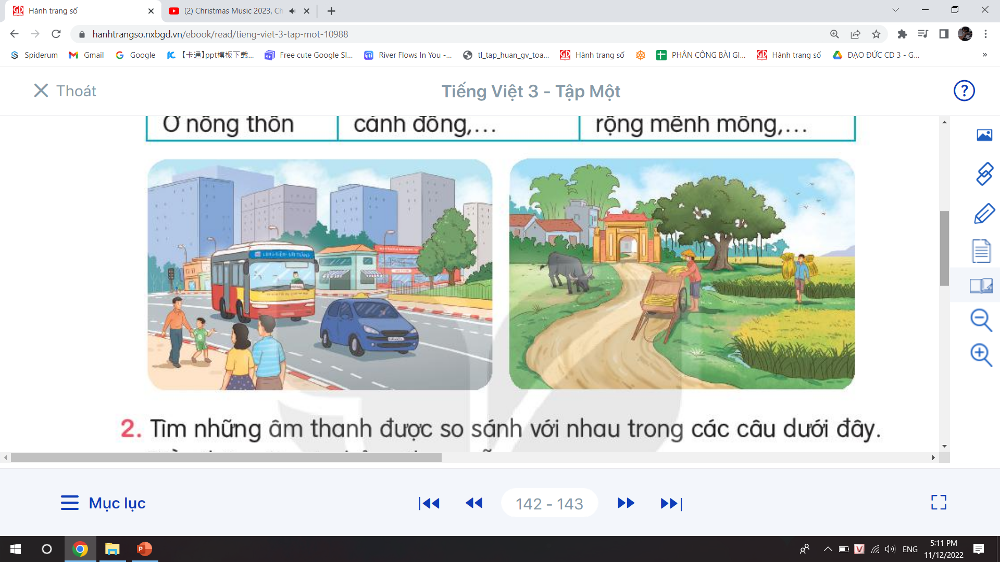 Hành trang số
(2) Christmas Music 2023, Ch
hanhtrangso.nxbgd.vn/ebook/read/tieng-viet-3-tap-mot-10988
Spiderum Gmail Google 【卡通】ppt模板下载... Free cute Google Sl... River Flows In You -... tl_tap_huan_gv_toa... Hành trang số PHÂN CÔNG BÀI GI... Hành trang số ĐẠO ĐỨC CD 3 - G... »
Thoát
Tiếng Việt 3 - Tập Một
?
Ở nông thôn cánh đồng,... rộng mênh mông,...
2. Tìm những âm thanh được so sánh với nhau trong các câu dưới đây.
Mục lục
142 - 143
ENG
5:11 PM
11/12/2022